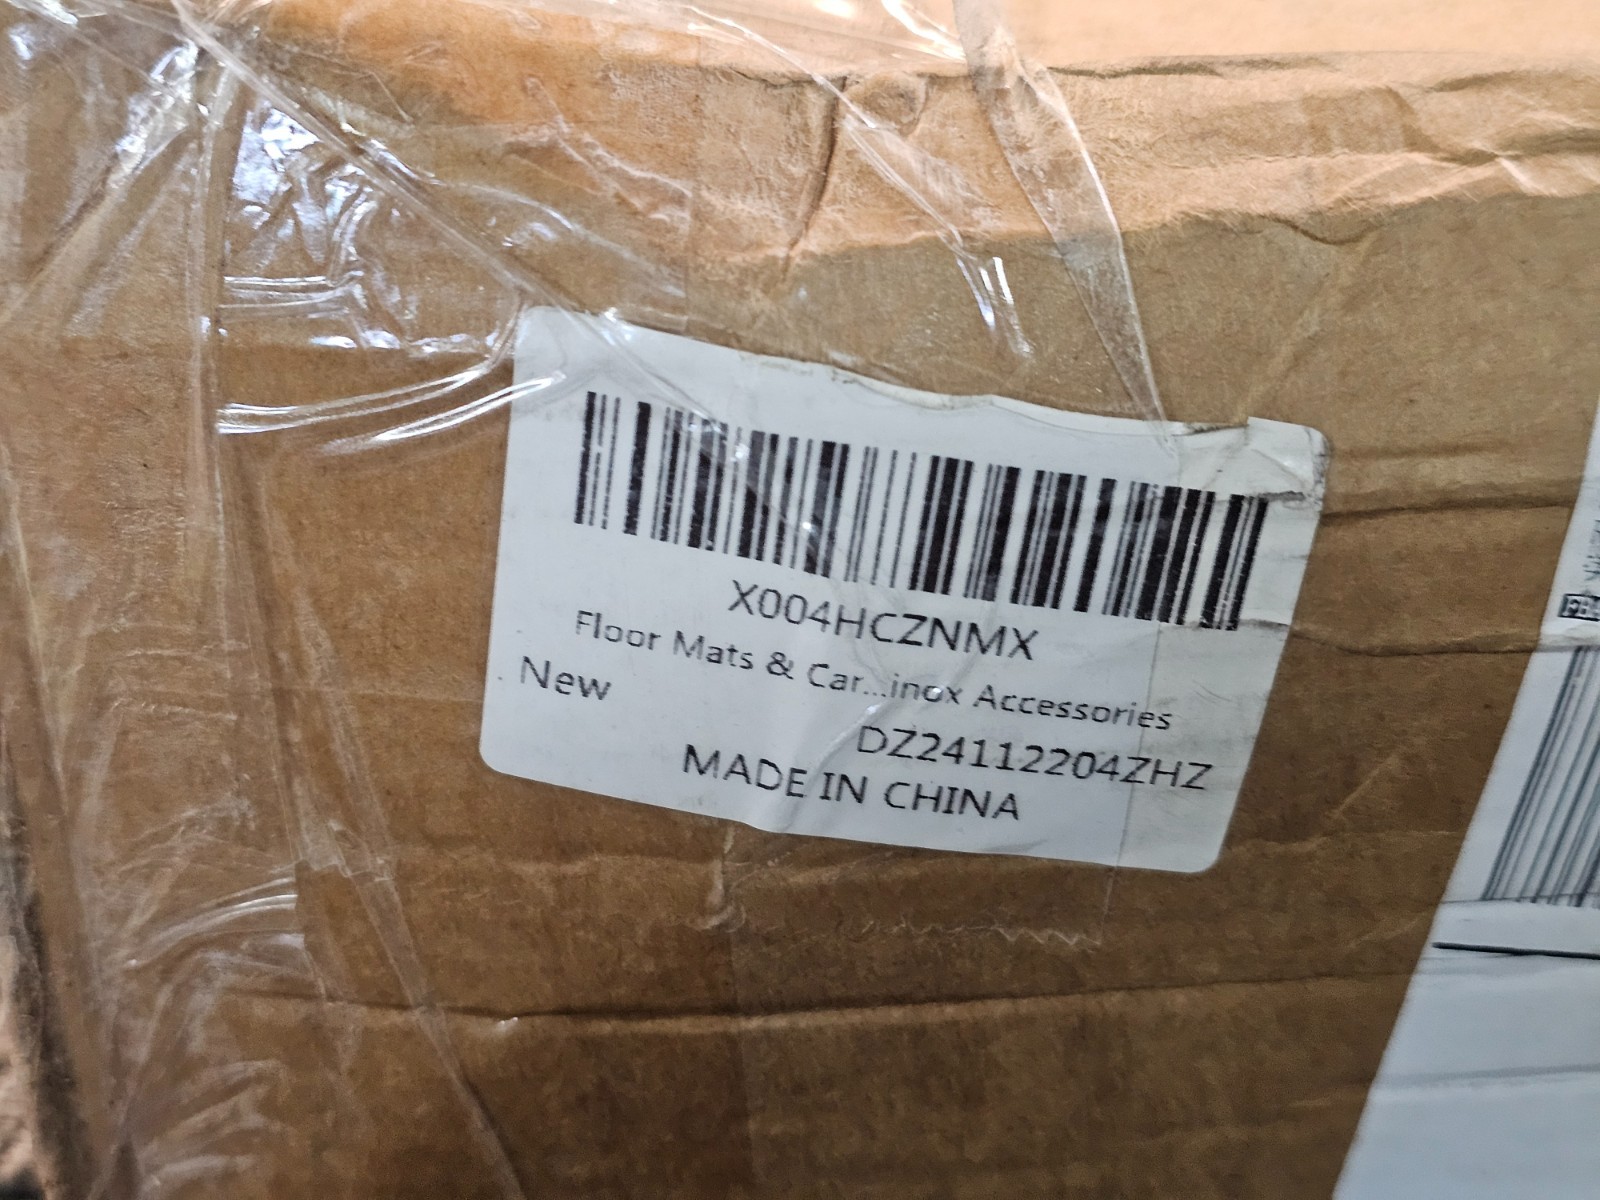 X004HCZNMX
Floor Mats & Car...inox Accessories
New
DZ24112204ZHZ
MADE IN CHINA